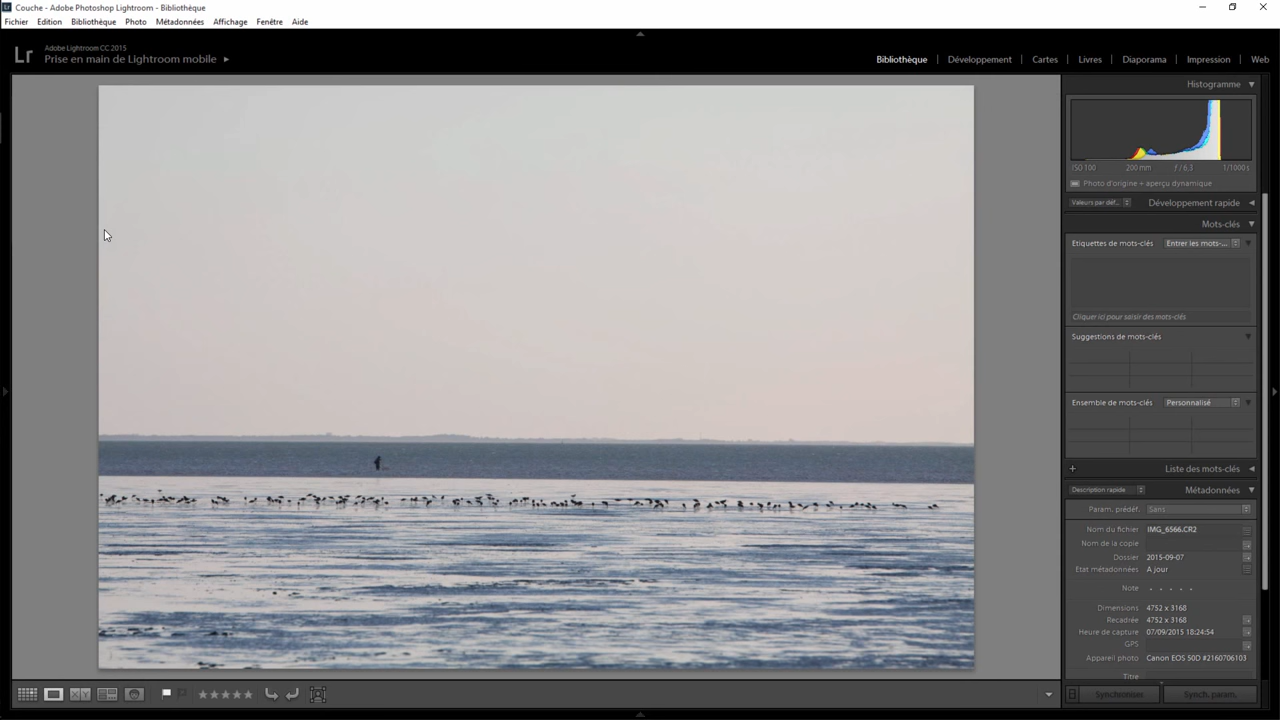 Couche - Adobe Photoshop Lightroom - Bibliothèque
Fichier Edition Bibliothèque Photo Métadonnées Affichage Fenêtre Aide
Lr
Adobe Lightroom CC 2015
Prise en main de Lightroom mobile
Bibliothèque | Développement | Cartes | Livres | Diaporama | Impression | Web
Histogramme
ISO 100 200 mm ƒ / 6,3 1/1000 s
Photo d'origine + aperçu dynamique
Valeurs par déf... Développement rapide
Mots-clés
Etiquettes de mots-clés Entrer les mots-...
Cliquer ici pour saisir des mots-clés
Suggestions de mots-clés
Ensemble de mots-clés Personnalisé
+ Liste des mots-clés
Description rapide Métadonnées
Param. prédéf. Sans
Nom du fichier IMG_6566.CR2
Nom de la copie
Dossier 2015-09-07
Etat métadonnées A jour
Note
Dimensions 4752 x 3168
Recadrée 4752 x 3168
Heure de capture 07/09/2015 18:24:54
GPS
Appareil photo Canon EOS 50D #2160706103
Titre
XY
Synchroniser Synch. param.